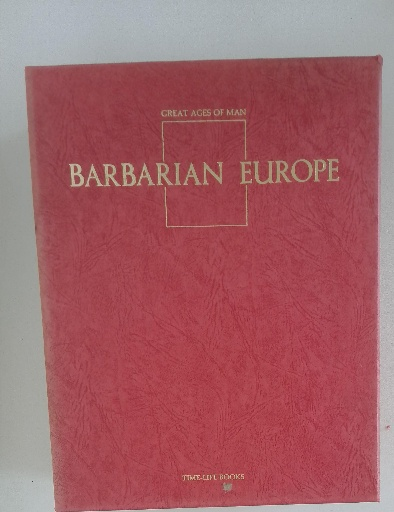 GREAT AGES OF MAN
BARBARIAN EUROPE
TIME-LIFE BOOKS